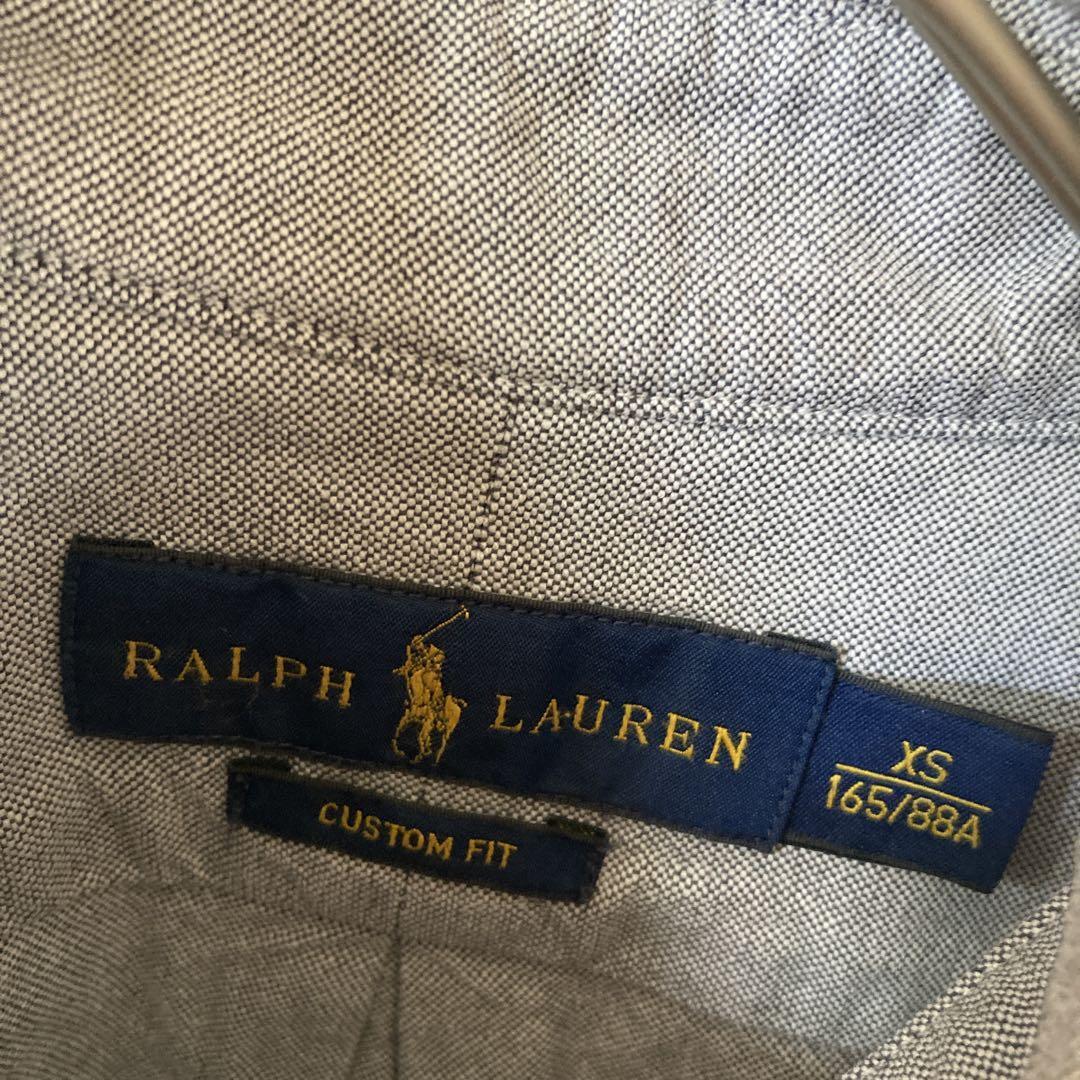 RALPH LAUREN
XS
165/88A
CUSTOM FIT